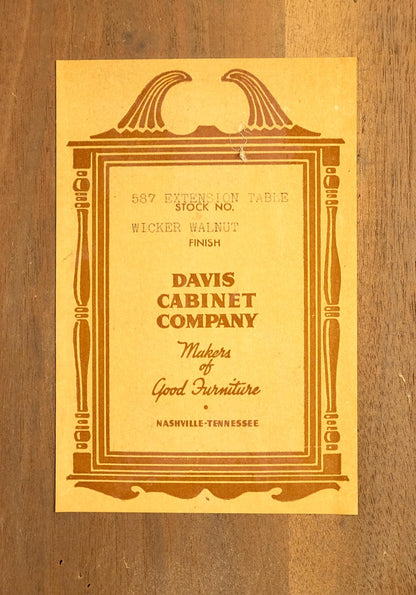 587 EXTENSION TABLE
STOCK NO.
WICKER WALNUT
FINISH
DAVIS
CABINET
COMPANY
Makers
of
Good Furniture
NASHVILLE-TENNESSEE